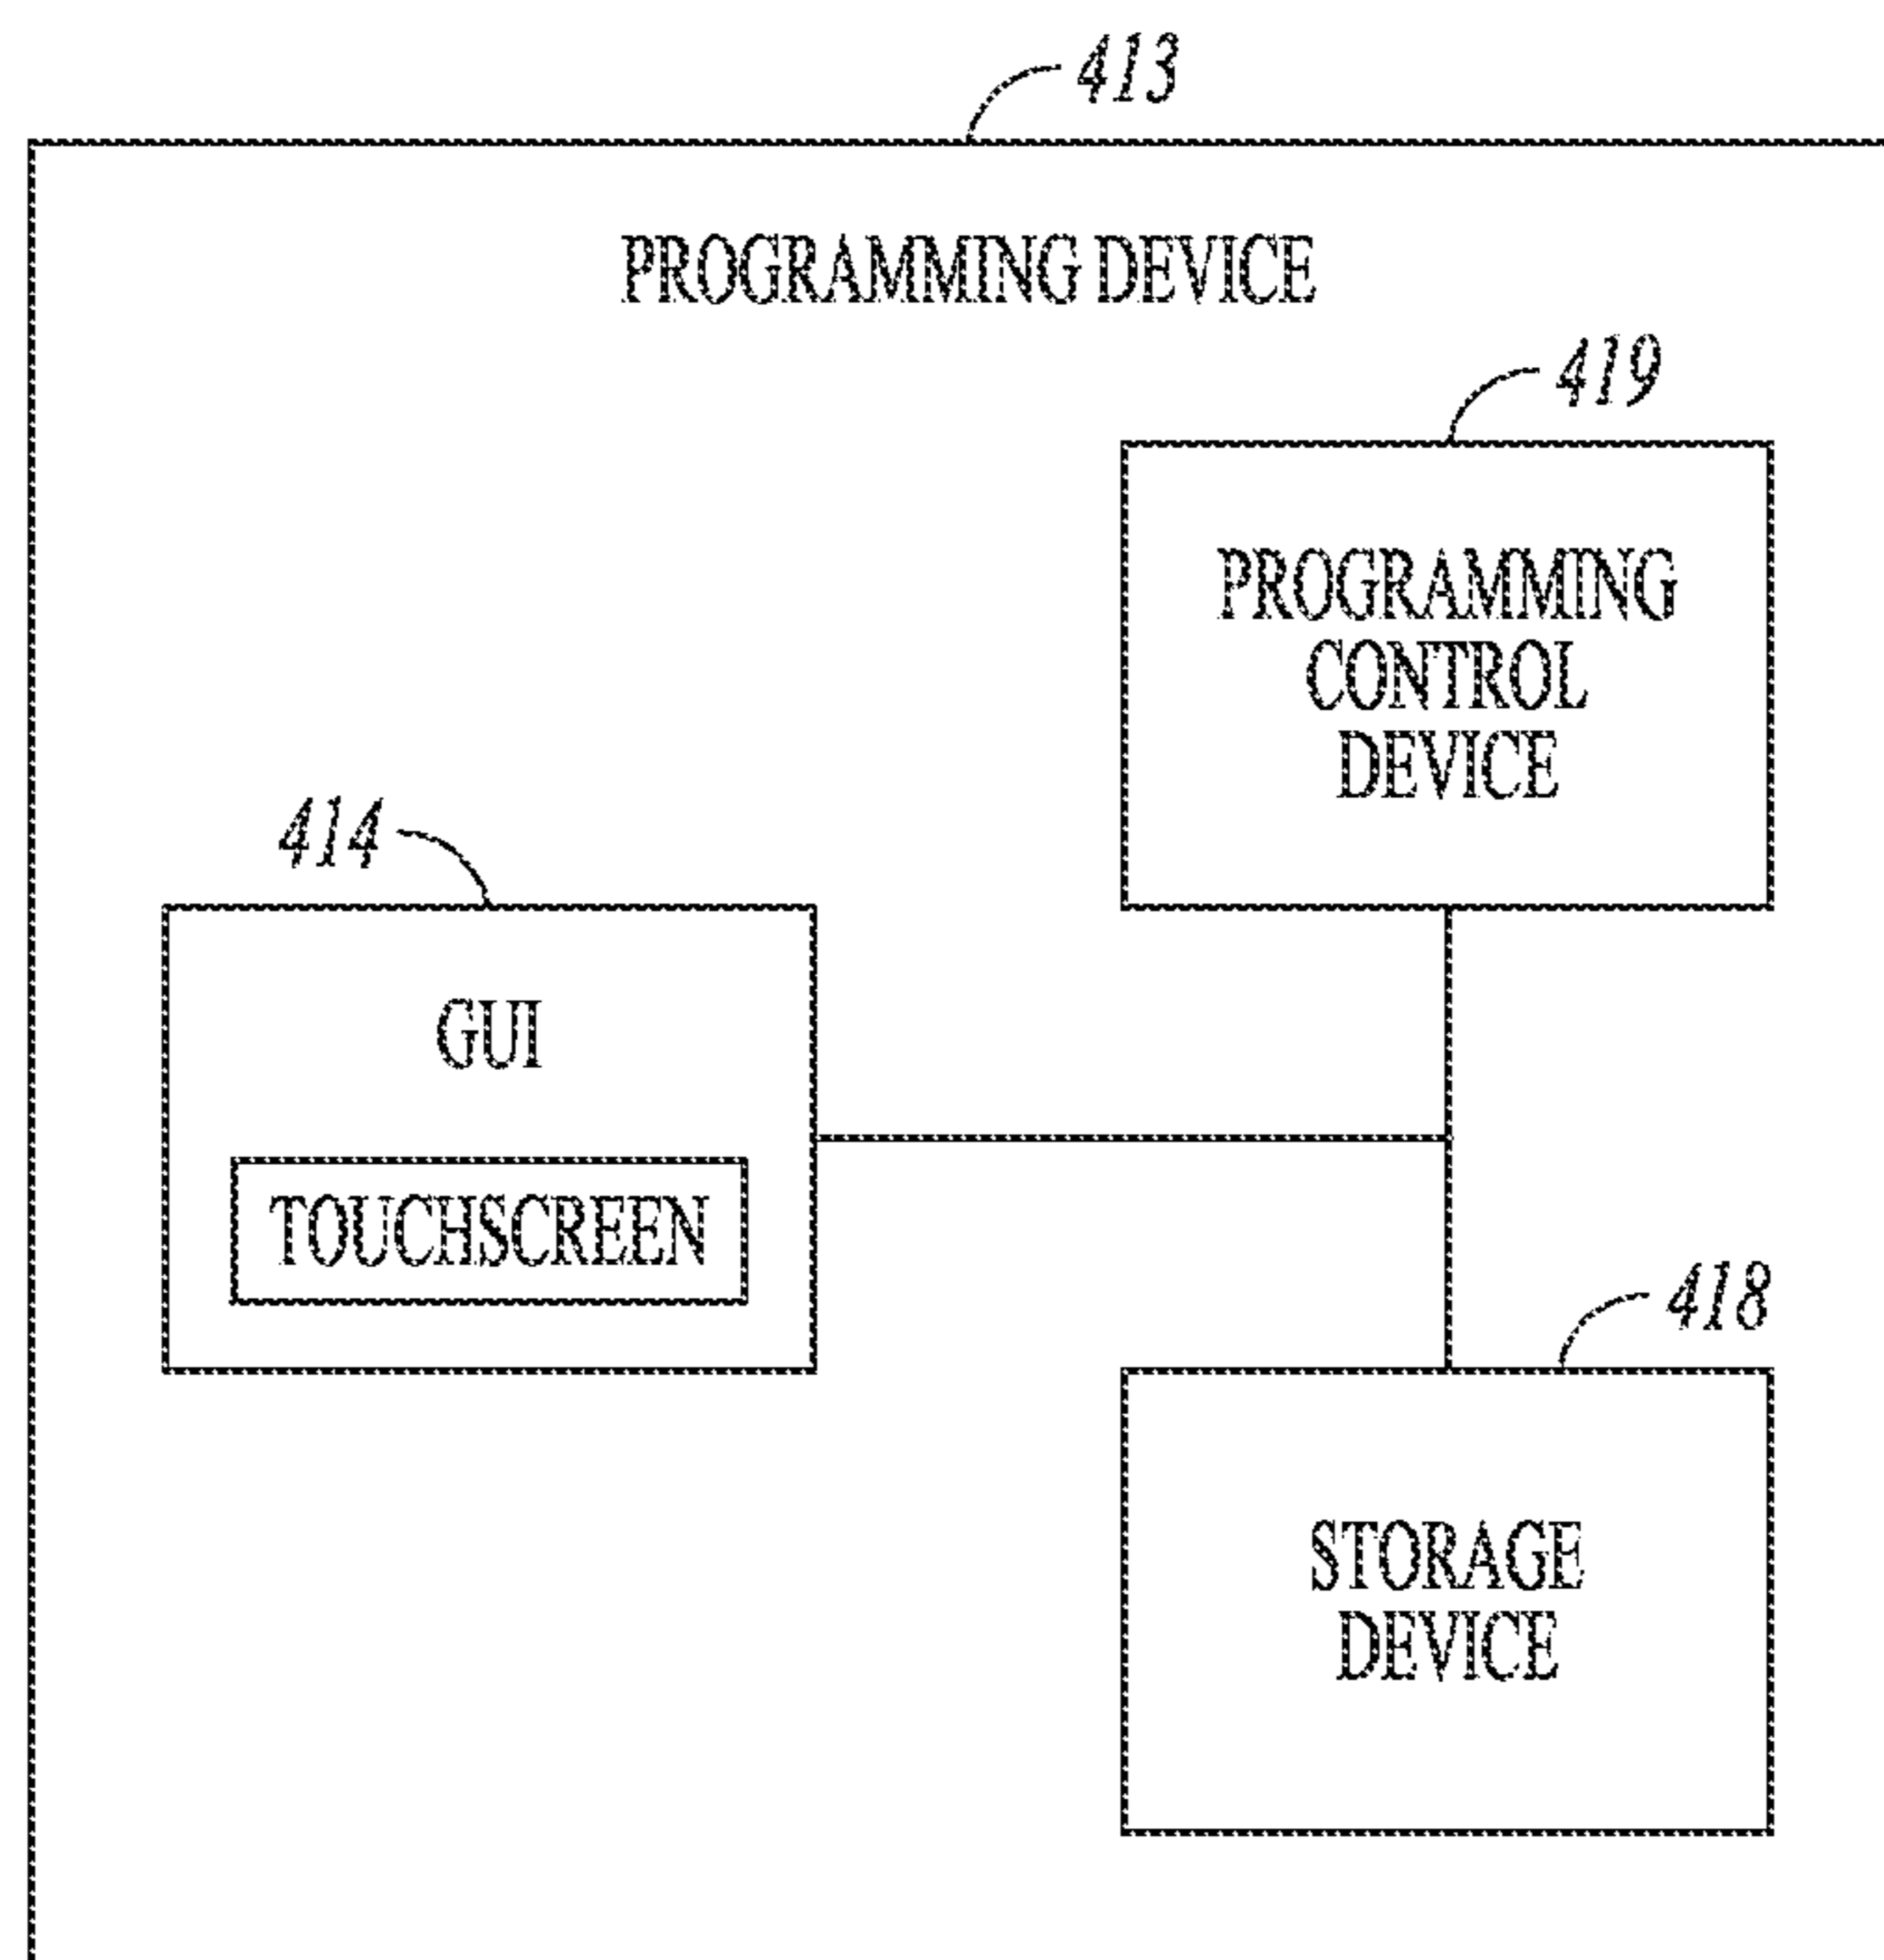 413
PROGRAMMING DEVICE
419
PROGRAMMING
CONTROL
DEVICE
414
GUI
TOUCHSCREEN
418
STORAGE
DEVICE